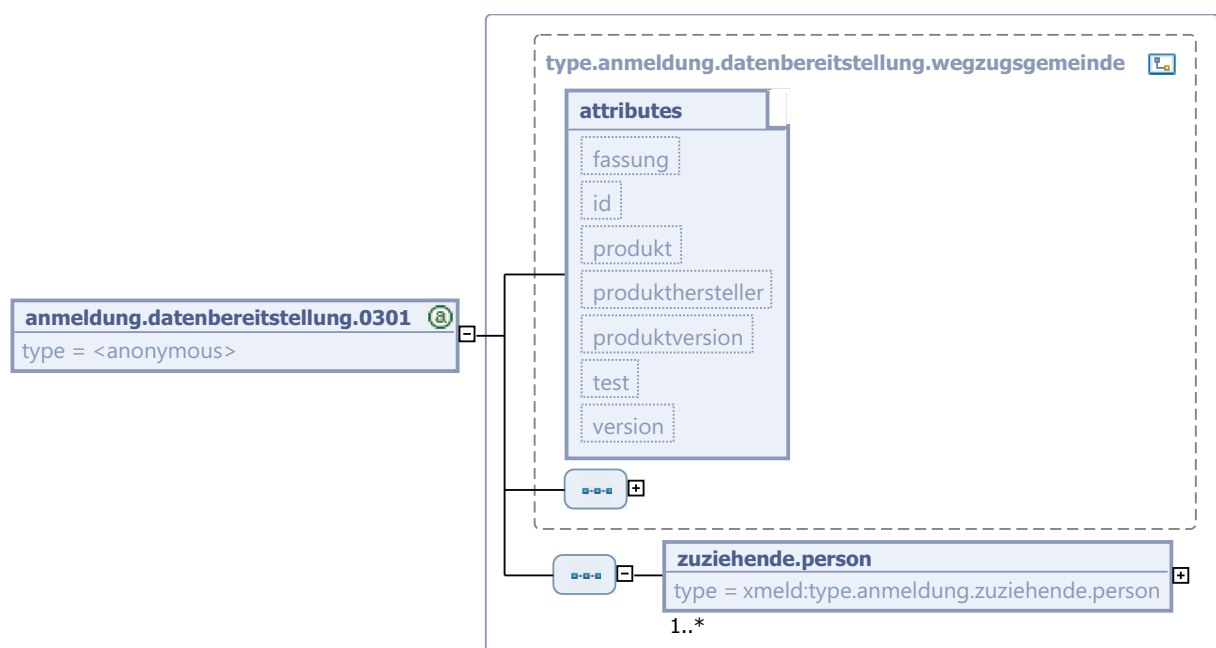 type.anmeldung.datenbereitstellung.wegzugsgemeinde
attributes
fassung
id
produkt
produkthersteller
produktversion
test
version
anmeldung.datenbereitstellung.0301 @
type = <anonymous>
zuziehende.person
type = xmeld:type.anmeldung.zuziehende.person
1..*